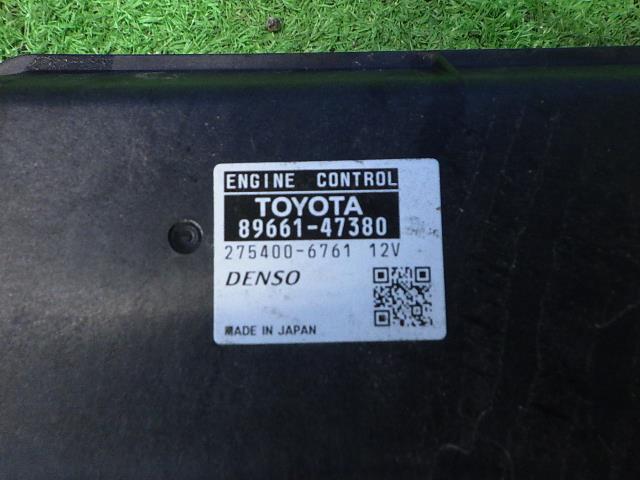 ENGINE CONTROL
TOYOTA
89661-47380
275400-6761 12V
DENSO
MADE IN JAPAN